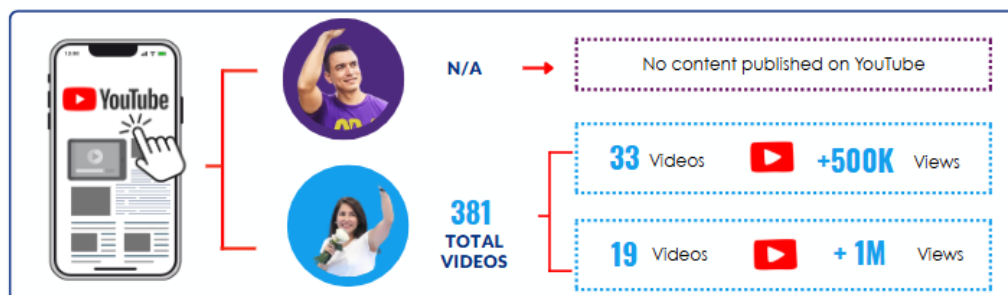 YouTube
N/A
No content published on YouTube
381
TOTAL
VIDEOS
33 Videos +500K Views
19 Videos + 1M Views